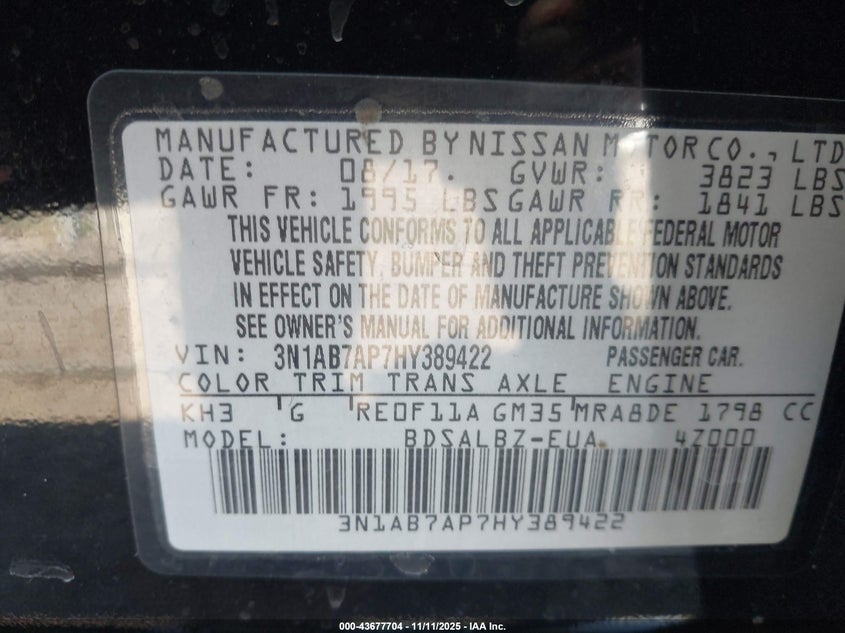 MANUFACTURED BY NISSAN MOTOR CO., LTD
DATE: 08/17. GVWR: 3823 LBS
GAWR FR: 1995 LBS GAWR RR: 1841 LBS
THIS VEHICLE CONFORMS TO ALL APPLICABLE FEDERAL MOTOR
VEHICLE SAFETY, BUMPER AND THEFT PREVENTION STANDARDS
IN EFFECT ON THE DATE OF MANUFACTURE SHOWN ABOVE.
SEE OWNER'S MANUAL FOR ADDITIONAL INFORMATION.
VIN: 3N1AB7AP7HY389422 PASSENGER CAR.
COLOR TRIM TRANS AXLE ENGINE
KH3 G RE0F11A GM35 MRA8DE 1798 CC
MODEL: BDSALBZ-EUA 4Z000
3N1AB7AP7HY389422
000-43677704 - 11/11/2025 - IAA Inc.